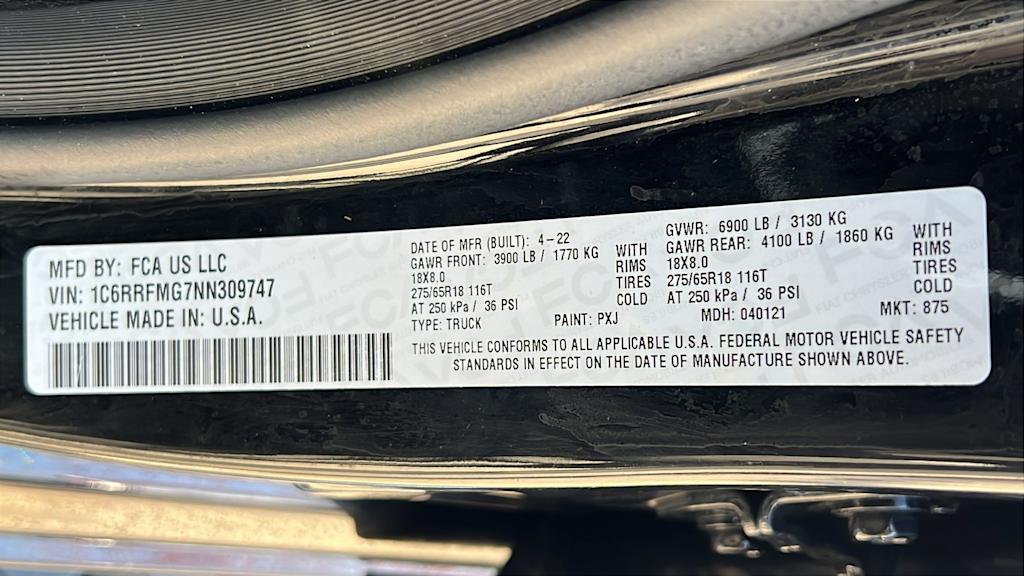 MFD BY: FCA US LLC
VIN: 1C6RRFMG7NN309747
VEHICLE MADE IN: U.S.A.
DATE OF MFR (BUILT): 4-22
GAWR FRONT: 3900 LB / 1770 KG WITH
18X8.0 RIMS
275/65R18 116T TIRES
AT 250 kPa / 36 PSI COLD
TYPE: TRUCK
GVWR: 6900 LB / 3130 KG
GAWR REAR: 4100 LB / 1860 KG WITH
18X8.0 RIMS
275/65R18 116T TIRES
AT 250 kPa / 36 PSI COLD
PAINT: PXJ MDH: 040121 MKT: 875
THIS VEHICLE CONFORMS TO ALL APPLICABLE U.S.A. FEDERAL MOTOR VEHICLE SAFETY
STANDARDS IN EFFECT ON THE DATE OF MANUFACTURE SHOWN ABOVE.